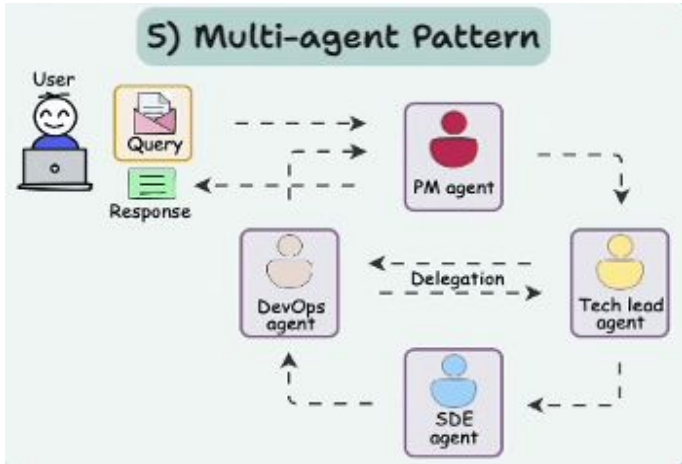 5) Multi-agent Pattern
User
Query
Response
PM agent
DevOps
agent
Delegation
Tech lead
agent
SDE
agent